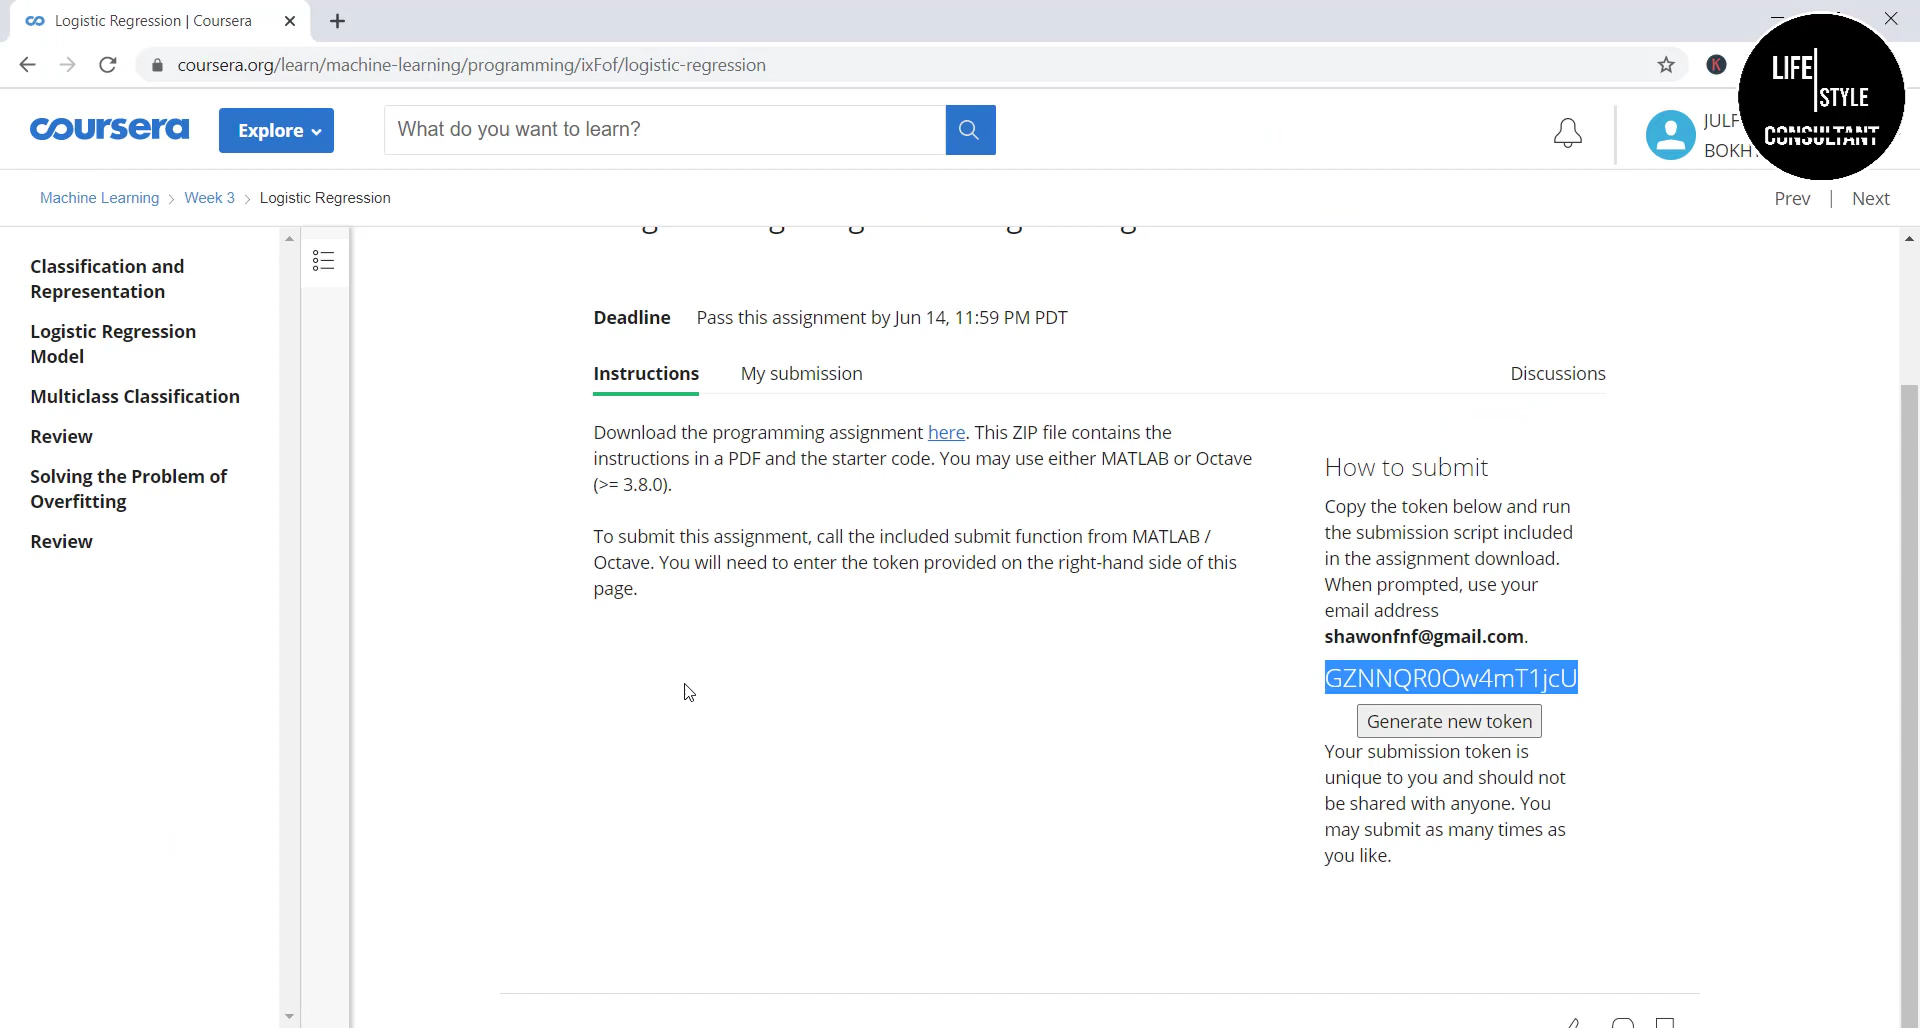 Logistic Regression | Coursera
coursera.org/learn/machine-learning/programming/ixFof/logistic-regression
K
LIFE
STYLE
CONSULTANT
coursera
Explore
What do you want to learn?
JULF
BOKHT
Machine Learning > Week 3 > Logistic Regression
Prev | Next
Classification and
Representation
Logistic Regression
Model
Multiclass Classification
Review
Solving the Problem of
Overfitting
Review
Deadline Pass this assignment by Jun 14, 11:59 PM PDT
Instructions My submission Discussions
Download the programming assignment here. This ZIP file contains the
instructions in a PDF and the starter code. You may use either MATLAB or Octave
(>= 3.8.0).
To submit this assignment, call the included submit function from MATLAB /
Octave. You will need to enter the token provided on the right-hand side of this
page.
How to submit
Copy the token below and run
the submission script included
in the assignment download.
When prompted, use your
email address
shawonfnf@gmail.com.
GZNNQR0Ow4mT1jcU
Generate new token
Your submission token is
unique to you and should not
be shared with anyone. You
may submit as many times as
you like.